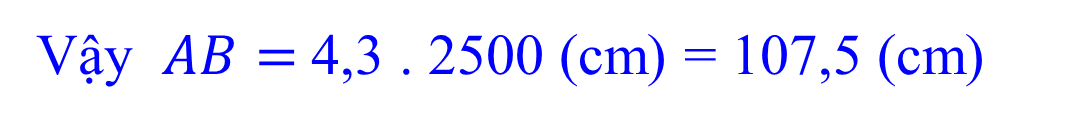 Vậy AB = 4,3 . 2500 (cm) = 107,5 (cm)